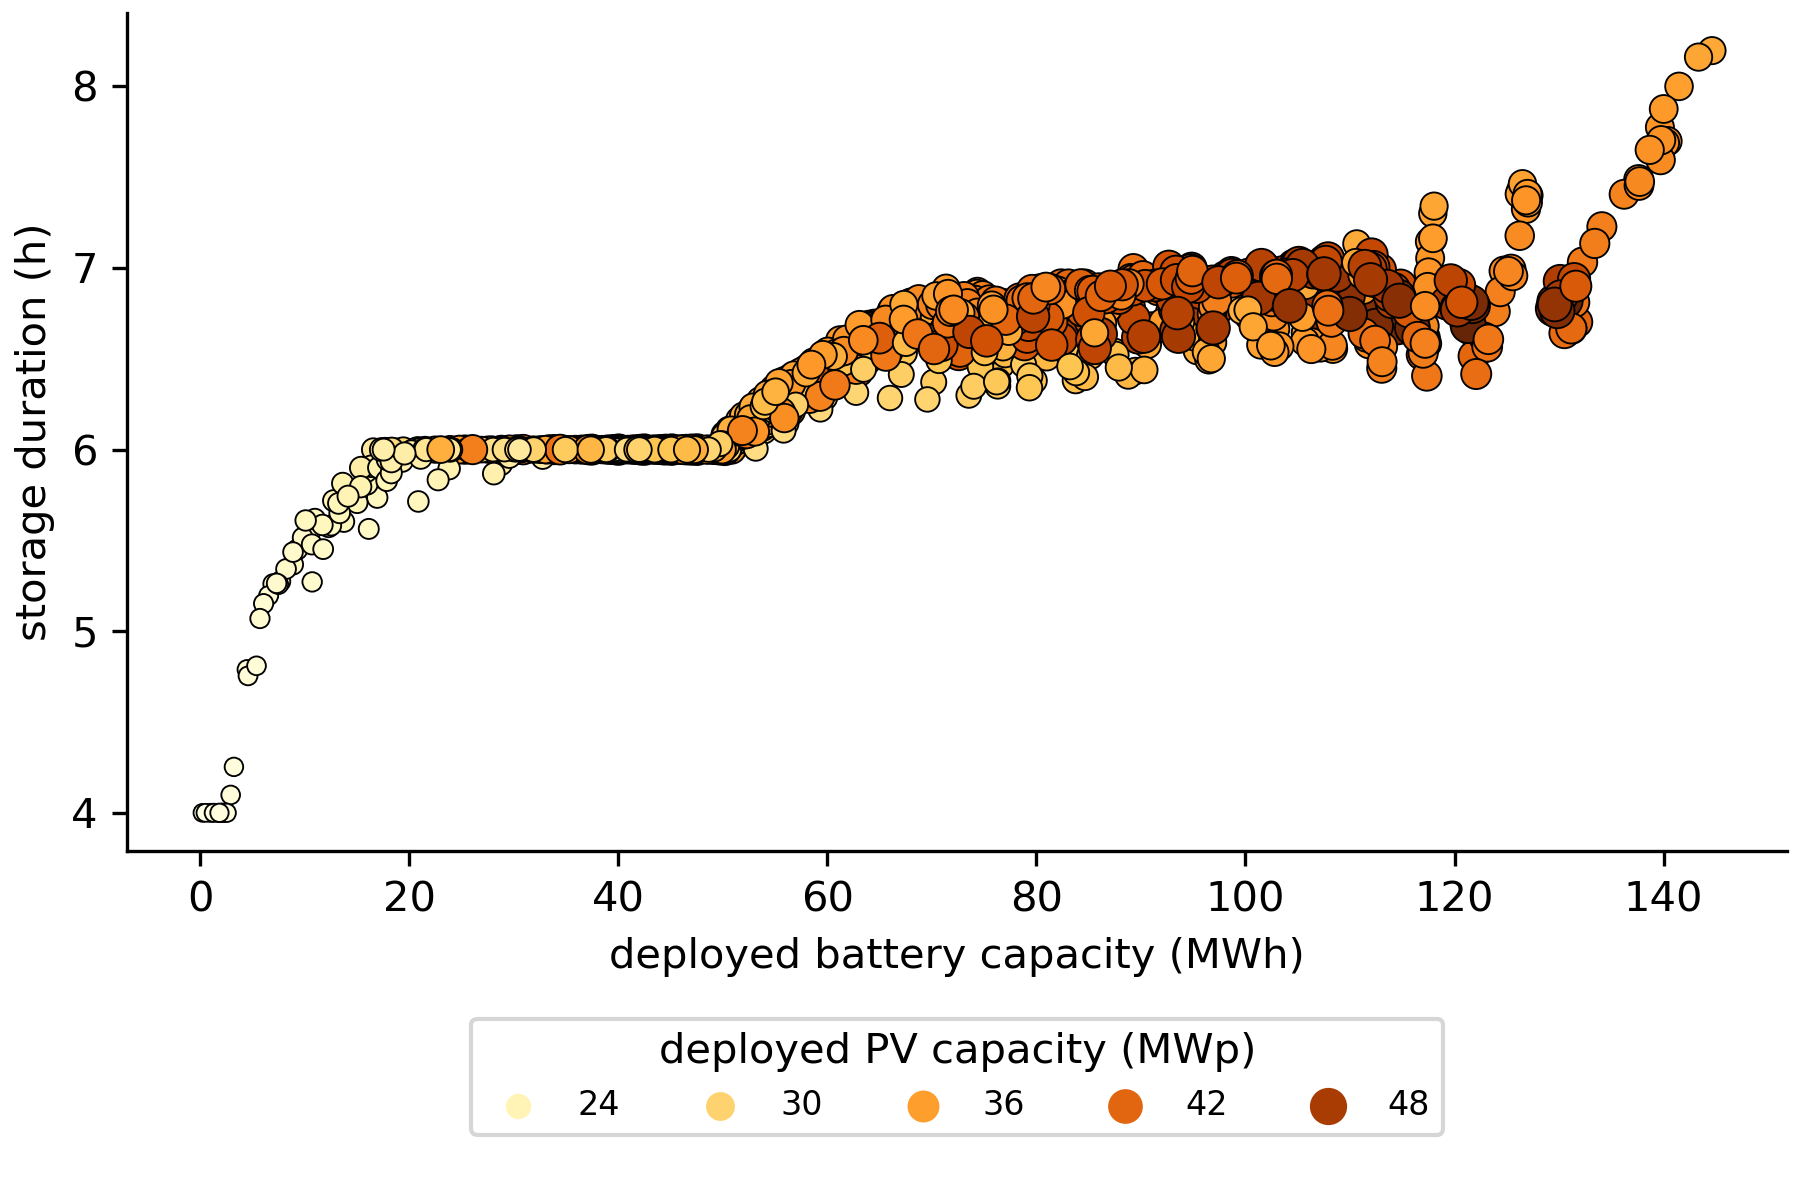 8
7
6
5
4
storage duration (h)
0 20 40 60 80 100 120 140
deployed battery capacity (MWh)
deployed PV capacity (MWp)
24 30 36 42 48